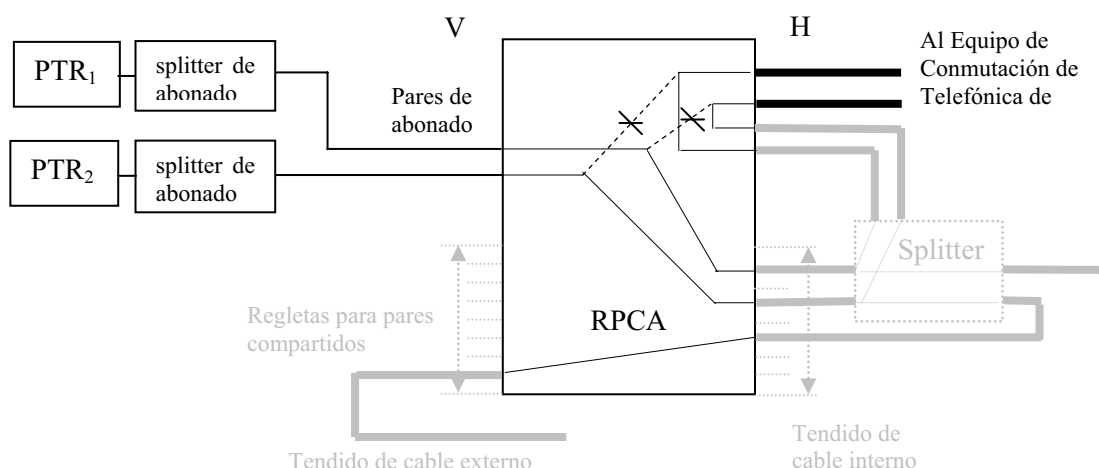 V
H
PTR1
splitter de
abonado
Pares de
abonado
Al Equipo de
Conmutación de
Telefónica de
PTR2
splitter de
abonado
Splitter
Regletas para pares
compartidos
RPCA
Tendido de cable externo
Tendido de
cable interno